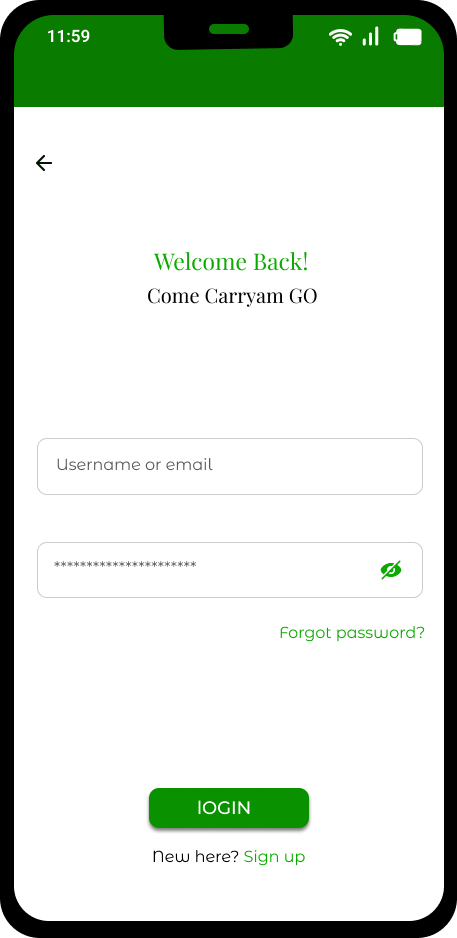 11:59
Welcome Back!
Come Carryam GO
Username or email
**********************
Forgot password?
lOGIN
New here? Sign up